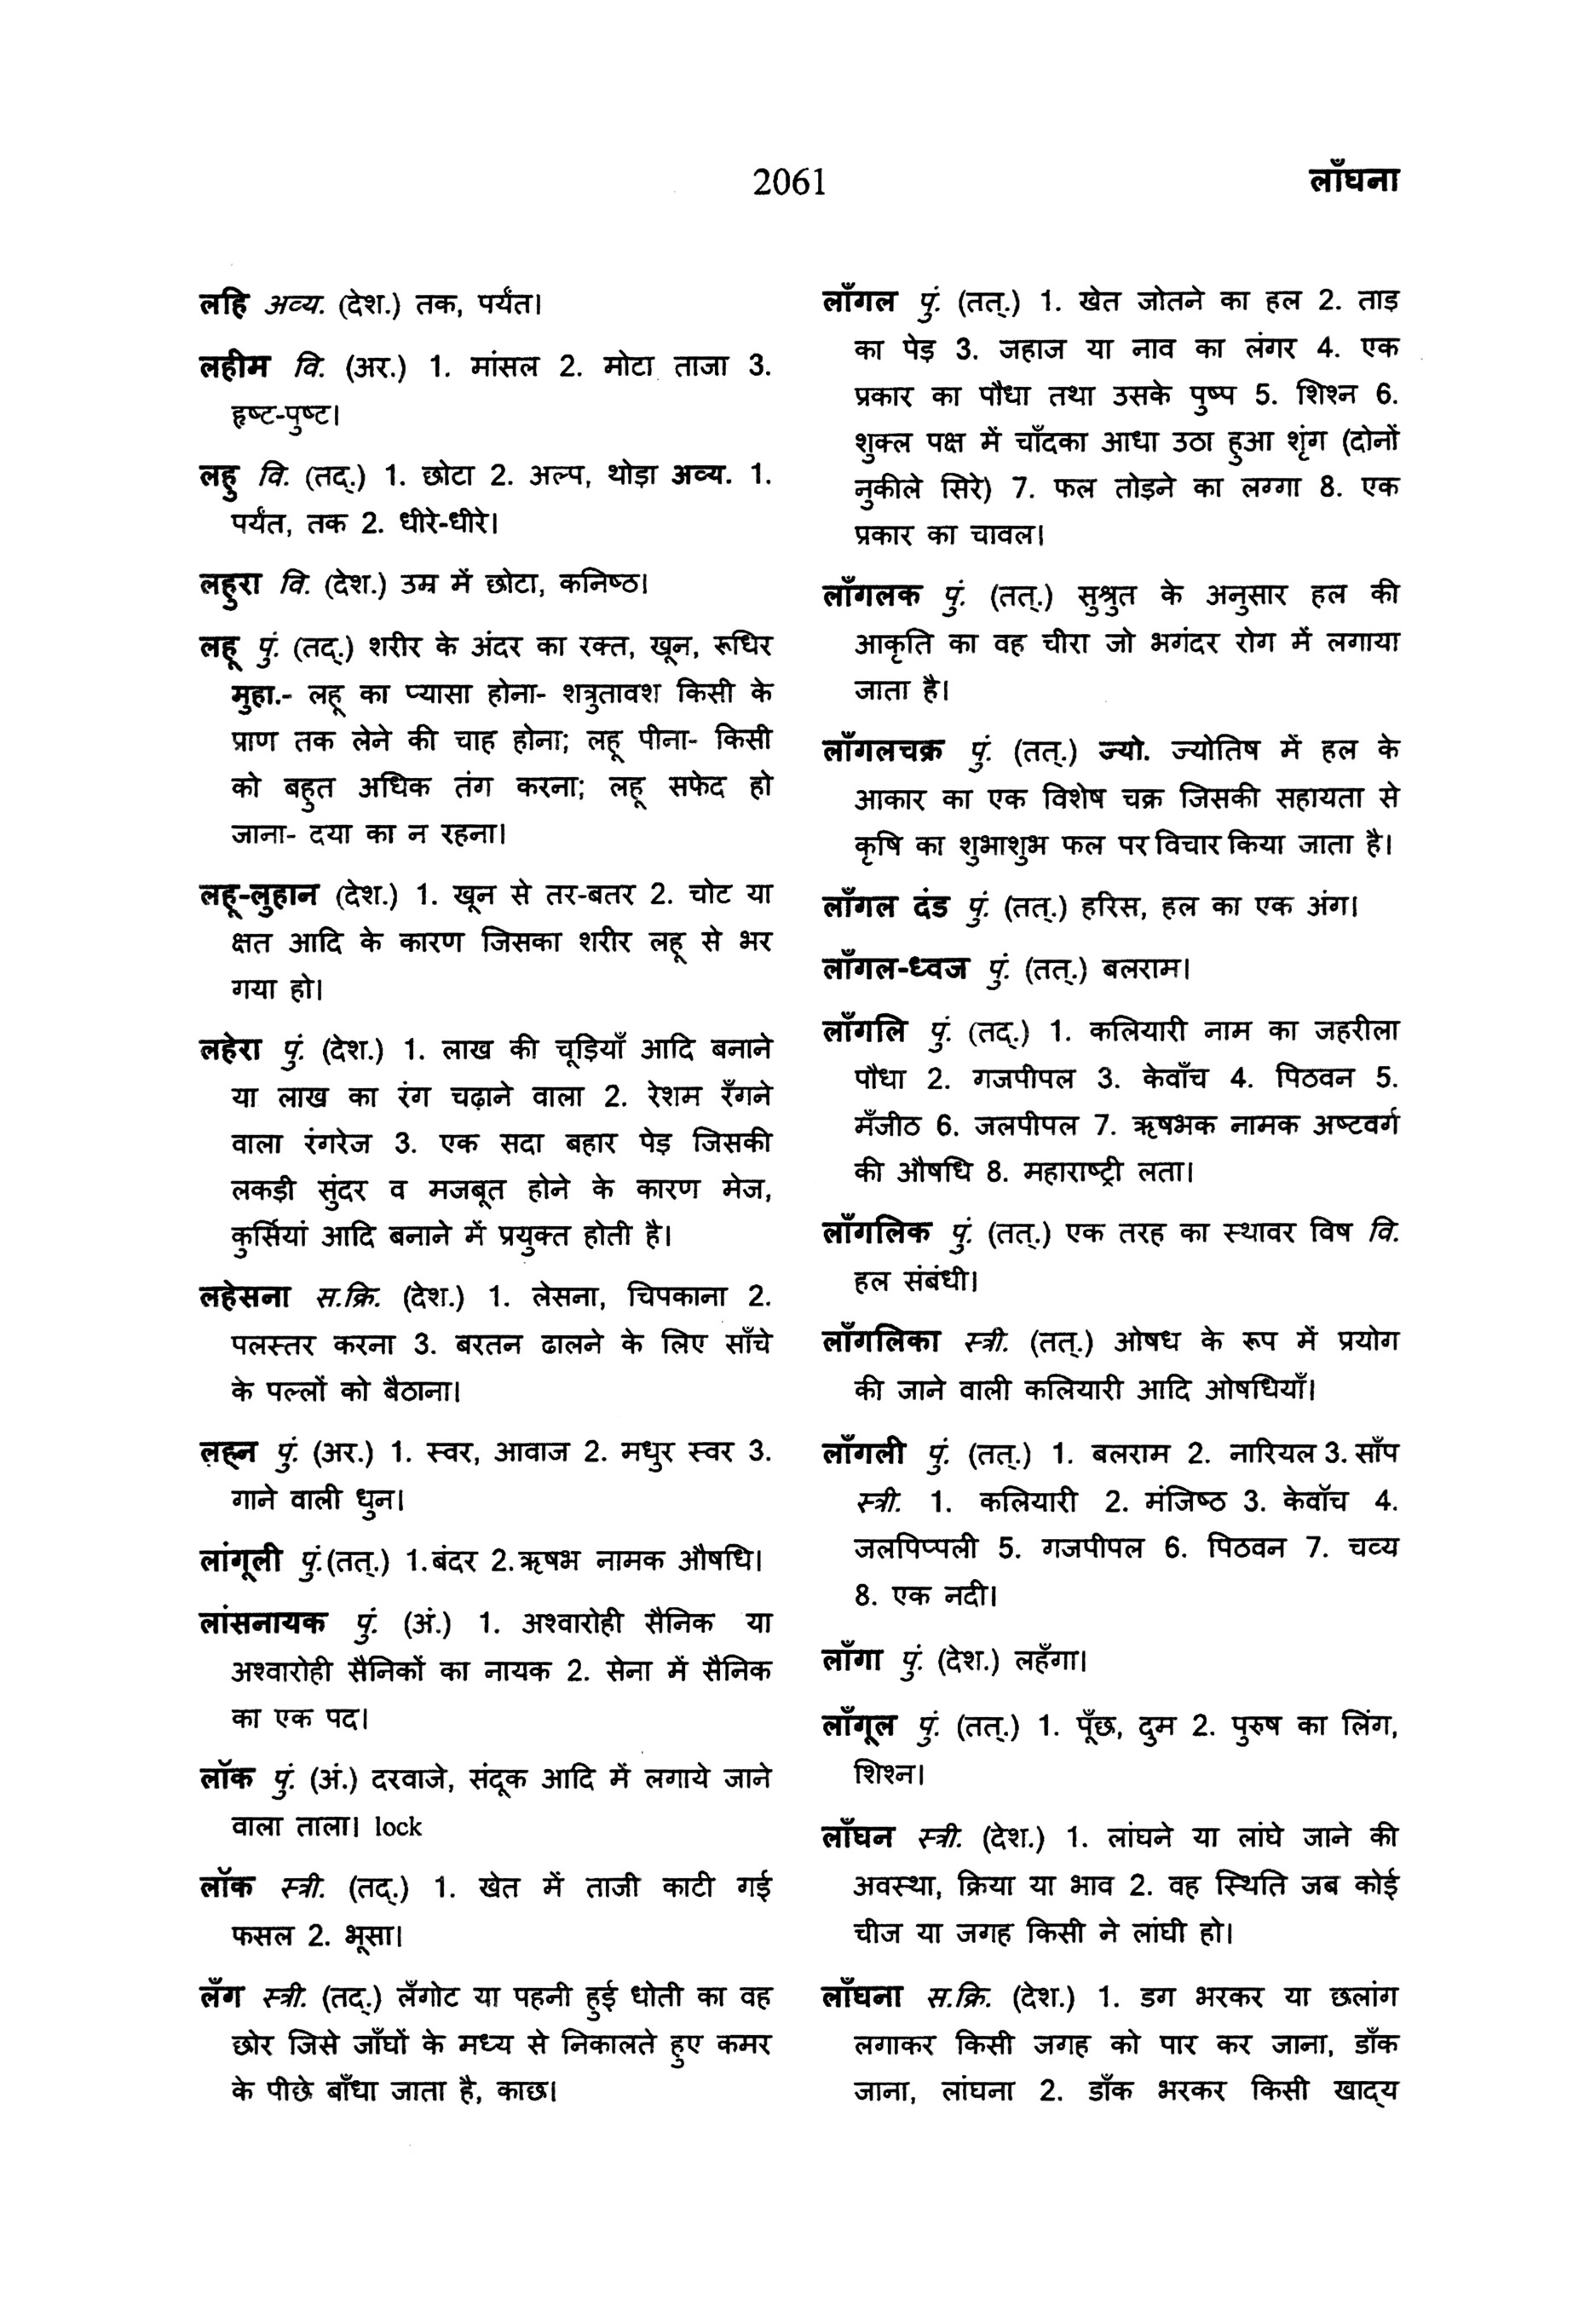 2061
लाँघना
लहि अव्य. (देश.) तक, पर्यंत।
लहीम वि. (अर.) 1. मांसल 2. मोटा ताजा 3.
हृष्ट-पुष्ट।
लहु वि. (तद्.) 1. छोटा 2. अल्प, थोड़ा अव्य. 1.
पर्यंत, तक 2. धीरे-धीरे।
लहुरा वि. (देश.) उम्र में छोटा, कनिष्ठ।
लहू पुं. (तद्.) शरीर के अंदर का रक्त, खून, रूधिर
मुहा.- लहू का प्यासा होना- शत्रुतावश किसी के
प्राण तक लेने की चाह होना; लहू पीना- किसी
को बहुत अधिक तंग करना; लहू सफेद हो
जाना- दया का न रहना।
लहू-लुहान (देश.) 1. खून से तर-बतर 2. चोट या
क्षत आदि के कारण जिसका शरीर लहू से भर
गया हो।
लहेरा पुं. (देश.) 1. लाख की चूड़ियाँ आदि बनाने
या लाख का रंग चढ़ाने वाला 2. रेशम रँगने
वाला रंगरेज 3. एक सदा बहार पेड़ जिसकी
लकड़ी सुंदर व मजबूत होने के कारण मेज,
कुर्सियां आदि बनाने में प्रयुक्त होती है।
लहेसना स.क्रि. (देश.) 1. लेसना, चिपकाना 2.
पलस्तर करना 3. बरतन ढालने के लिए साँचे
के पल्लों को बैठाना।
लह्न पुं. (अर.) 1. स्वर, आवाज 2. मधुर स्वर 3.
गाने वाली धुन।
लांगूली पुं.(तत्.) 1.बंदर 2.ऋषभ नामक औषधि।
लांसनायक पुं. (अं.) 1. अश्वारोही सैनिक या
अश्वारोही सैनिकों का नायक 2. सेना में सैनिक
का एक पद।
लॉक पुं. (अं.) दरवाजे, संदूक आदि में लगाये जाने
वाला ताला। lock
लॉक स्त्री. (तद्.) 1. खेत में ताजी काटी गई
फसल 2. भूसा।
लँग स्त्री. (तद्.) लँगोट या पहनी हुई धोती का वह
छोर जिसे जाँघों के मध्य से निकालते हुए कमर
के पीछे बाँधा जाता है, काछ।
लाँगल पुं. (तत्.) 1. खेत जोतने का हल 2. ताड़
का पेड़ 3. जहाज या नाव का लंगर 4. एक
प्रकार का पौधा तथा उसके पुष्प 5. शिश्न 6.
शुक्ल पक्ष में चाँदका आधा उठा हुआ शृंग (दोनों
नुकीले सिरे) 7. फल तोड़ने का लग्गा 8. एक
प्रकार का चावल।
लाँगलक पुं. (तत्.) सुश्रुत के अनुसार हल की
आकृति का वह चीरा जो भगंदर रोग में लगाया
जाता है।
लाँगलचक्र पुं. (तत्.) ज्यो. ज्योतिष में हल के
आकार का एक विशेष चक्र जिसकी सहायता से
कृषि का शुभाशुभ फल पर विचार किया जाता है।
लाँगल दंड पुं. (तत्.) हरिस, हल का एक अंग।
लाँगल-ध्वज पुं. (तत्.) बलराम।
लाँगलि पुं. (तद्.) 1. कलियारी नाम का जहरीला
पौधा 2. गजपीपल 3. केवाँच 4. पिठवन 5.
मँजीठ 6. जलपीपल 7. ऋषभक नामक अष्टवर्ग
की औषधि 8. महाराष्ट्री लता।
लाँगलिक पुं. (तत्.) एक तरह का स्थावर विष वि.
हल संबंधी।
लाँगलिका स्त्री. (तत्.) ओषध के रूप में प्रयोग
की जाने वाली कलियारी आदि ओषधियाँ।
लाँगली पुं. (तत्.) 1. बलराम 2. नारियल 3. साँप
स्त्री. 1. कलियारी 2. मंजिष्ठ 3. केवॉच 4.
जलपिप्पली 5. गजपीपल 6. पिठवन 7. चव्य
8. एक नदी।
लाँगा पुं. (देश.) लहँगा।
लाँगूल पुं. (तत्.) 1. पूँछ, दुम 2. पुरुष का लिंग,
शिश्न।
लाँघन स्त्री. (देश.) 1. लांघने या लांघे जाने की
अवस्था, क्रिया या भाव 2. वह स्थिति जब कोई
चीज या जगह किसी ने लांघी हो।
लाँघना स.क्रि. (देश.) 1. डग भरकर या छलांग
लगाकर किसी जगह को पार कर जाना, डाँक
जाना, लांघना 2. डाँक भरकर किसी खाद्‌य